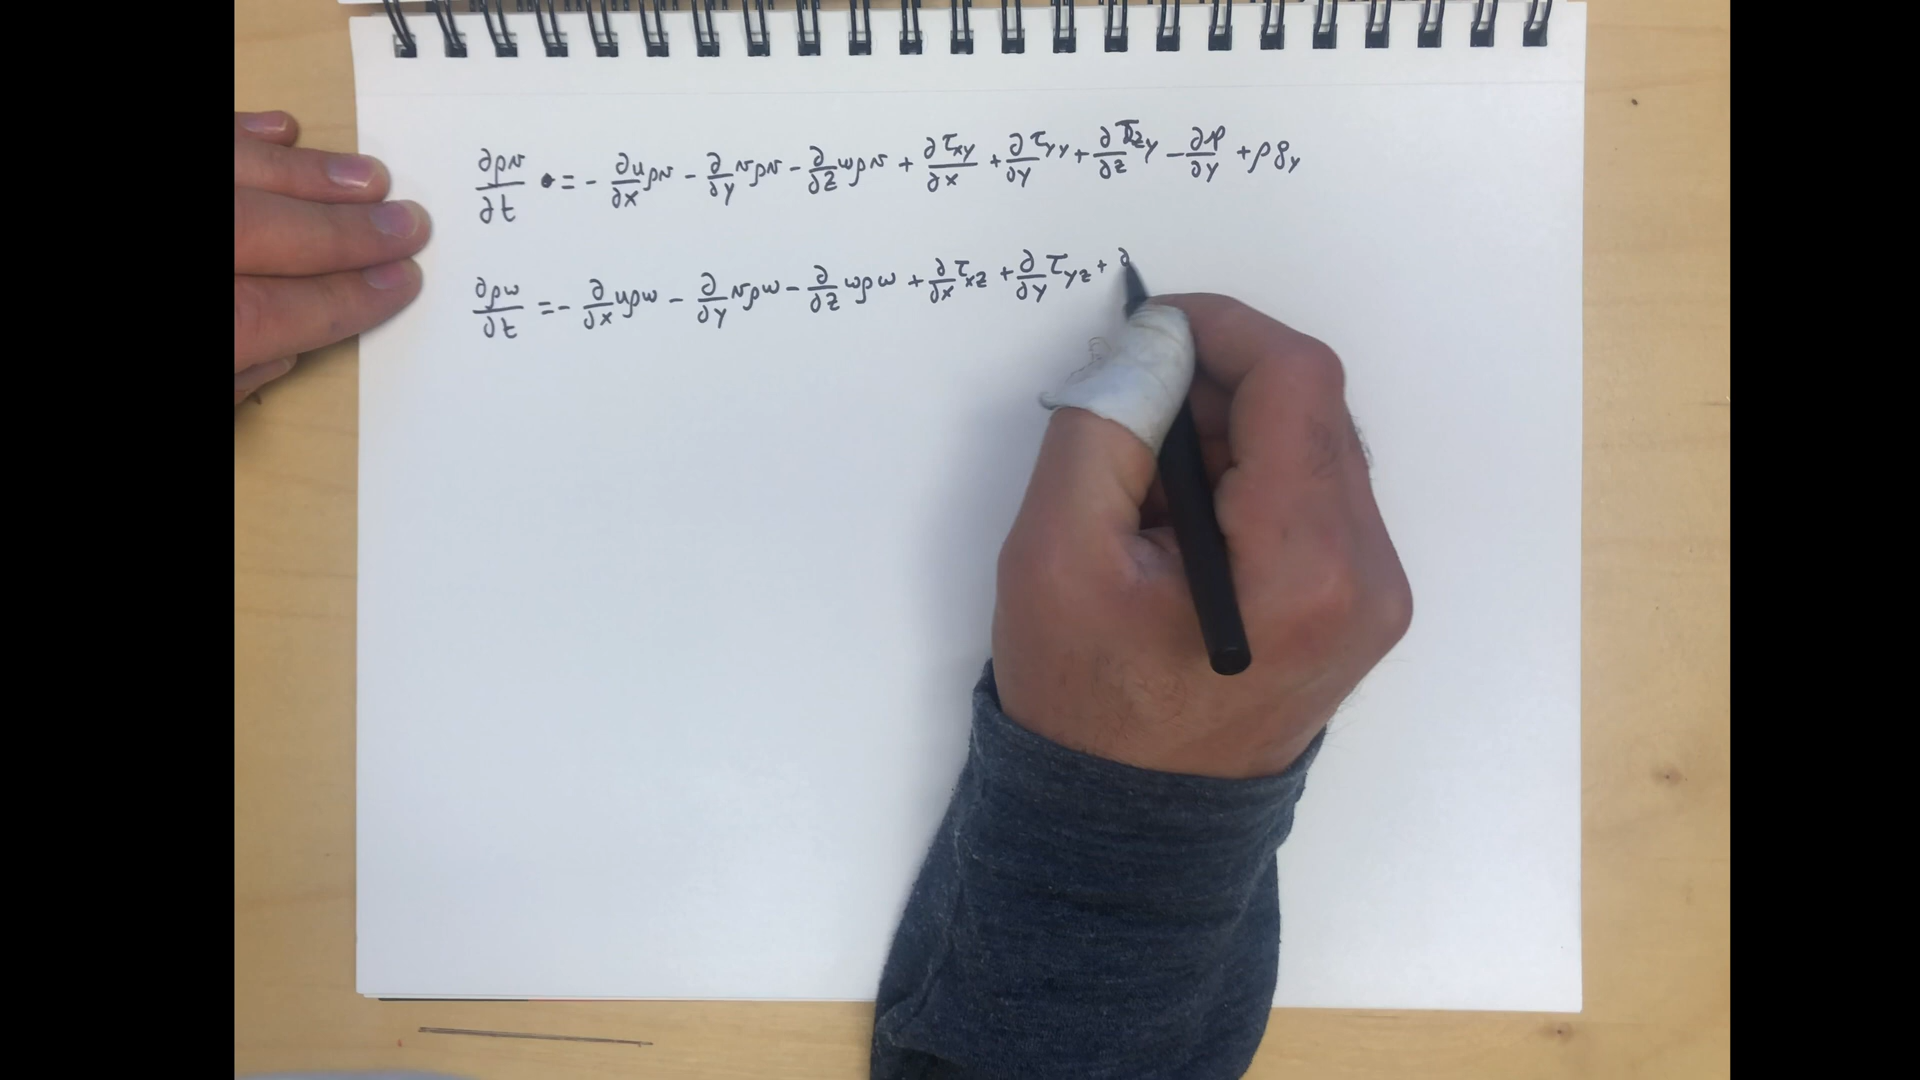 ∂ρv/∂t = - ∂uρv/∂x - ∂/∂y vρv - ∂/∂z wρv + ∂τxy/∂x + ∂/∂y τyy + ∂/∂z τzy - ∂p/∂y + ρgy
∂ρw/∂t = - ∂/∂x uρw - ∂/∂y vρw - ∂/∂z wρw + ∂/∂x τxz + ∂/∂y τyz + ∂